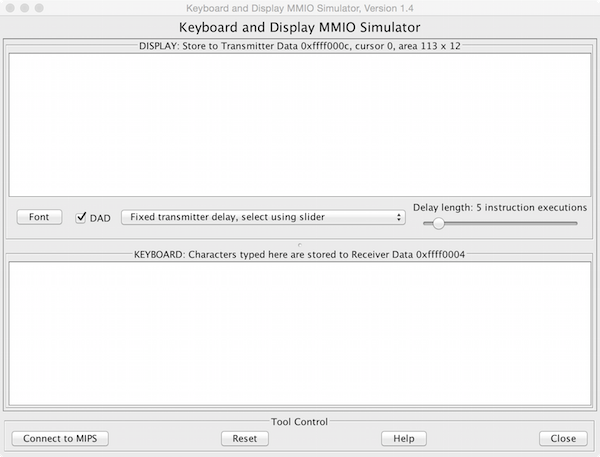 Keyboard and Display MMIO Simulator, Version 1.4
Keyboard and Display MMIO Simulator
DISPLAY: Store to Transmitter Data 0xffff000c, cursor 0, area 113 x 12
Font
DAD
Fixed transmitter delay, select using slider
Delay length: 5 instruction executions
KEYBOARD: Characters typed here are stored to Receiver Data 0xffff0004
Tool Control
Connect to MIPS
Reset
Help
Close